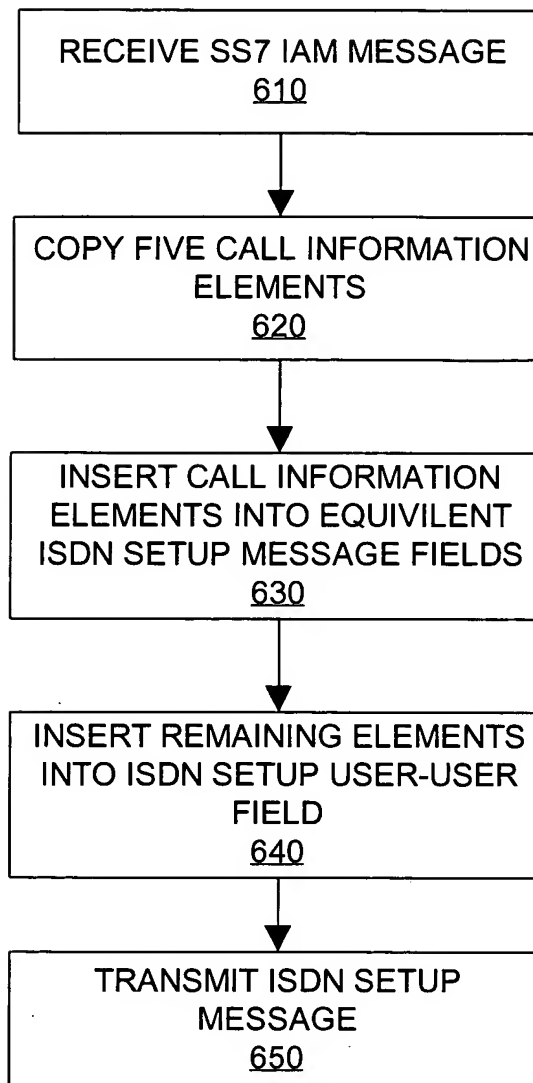 RECEIVE SS7 IAM MESSAGE
610
COPY FIVE CALL INFORMATION
ELEMENTS
620
INSERT CALL INFORMATION
ELEMENTS INTO EQUIVILENT
ISDN SETUP MESSAGE FIELDS
630
INSERT REMAINING ELEMENTS
INTO ISDN SETUP USER-USER
FIELD
640
TRANSMIT ISDN SETUP
MESSAGE
650